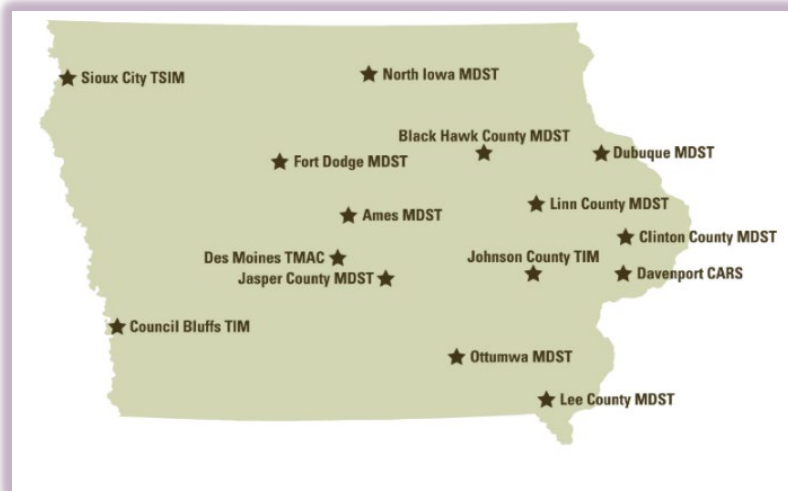 Sioux City TSIM
North Iowa MDST
Black Hawk County MDST
Fort Dodge MDST
Dubuque MDST
Linn County MDST
Ames MDST
Clinton County MDST
Des Moines TMAC
Johnson County TIM
Jasper County MDST
Davenport CARS
Council Bluffs TIM
Ottumwa MDST
Lee County MDST